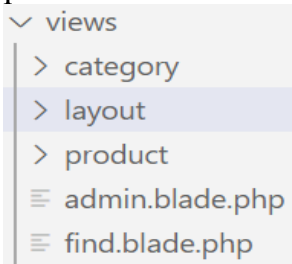 views
category
layout
product
admin.blade.php
find.blade.php